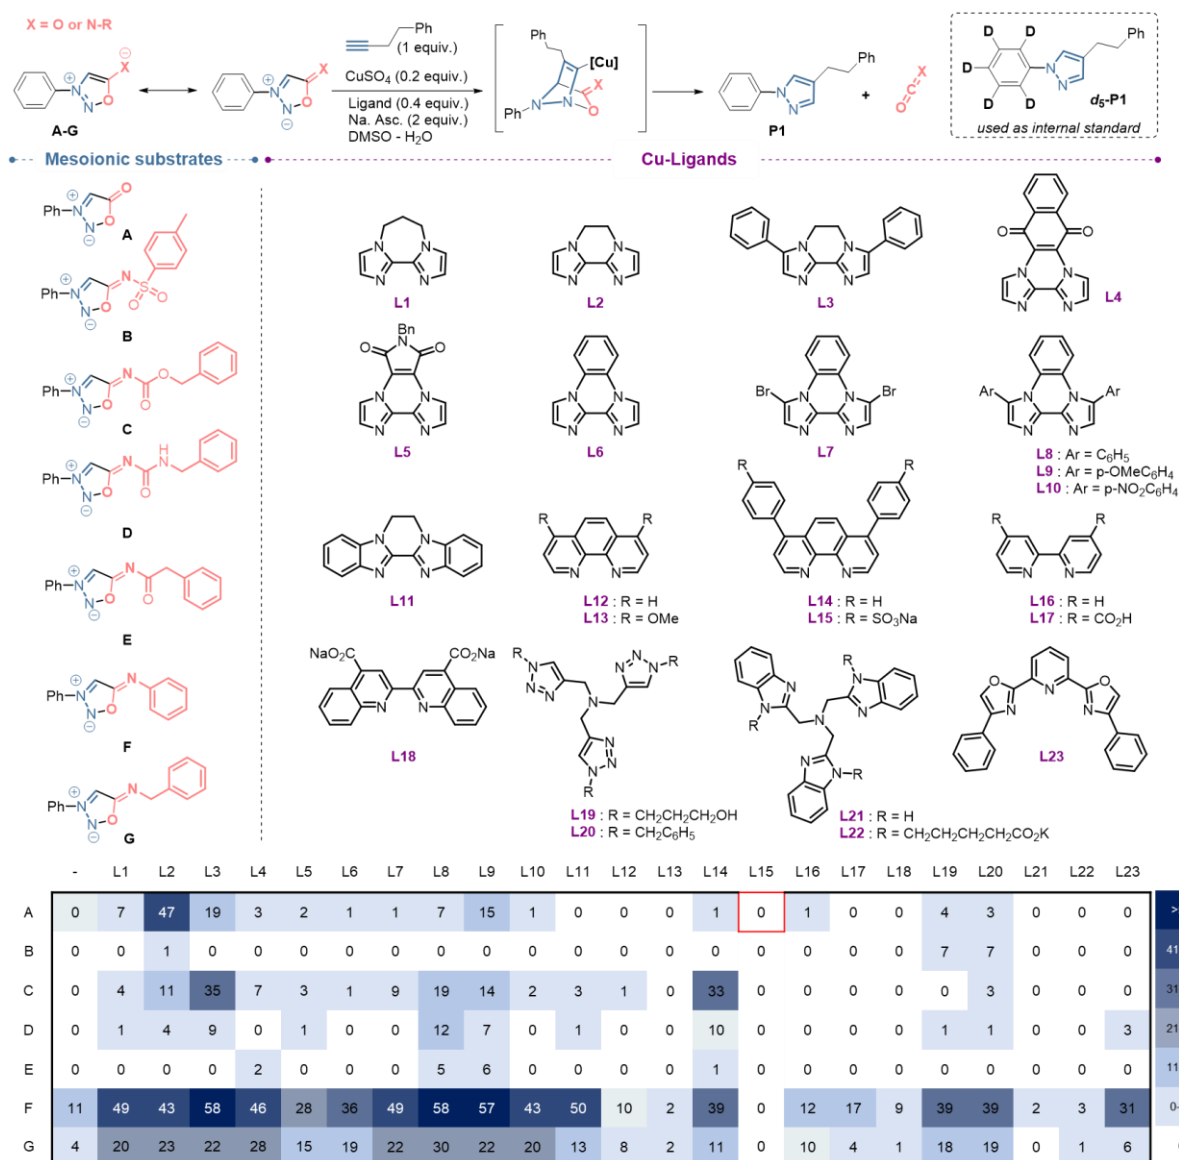 X = O or N-R
A-G
Ph
(1 equiv.)
CuSO₄ (0.2 equiv.)
Ligand (0.4 equiv.)
Na. Asc. (2 equiv.)
DMSO - H₂O
[Cu]
P1
+
d₅-P1
used as internal standard
Mesoionic substrates
Cu-Ligands
A
B
C
D
E
F
G
L1
L2
L3
L4
L5
L6
L7
L8 : Ar = C₆H₅
L9 : Ar = p-OMeC₆H₄
L10 : Ar = p-NO₂C₆H₄
L11
L12 : R = H
L13 : R = OMe
L14 : R = H
L15 : R = SO₃Na
L16 : R = H
L17 : R = CO₂H
L18
L19 : R = CH₂CH₂CH₂OH
L20 : R = CH₂C₆H₅
L21 : R = H
L22 : R = CH₂CH₂CH₂CH₂CO₂K
L23
- L1 L2 L3 L4 L5 L6 L7 L8 L9 L10 L11 L12 L13 L14 L15 L16 L17 L18 L19 L20 L21 L22 L23
A 0 7 47 19 3 2 1 1 7 15 1 0 0 0 1 0 1 0 0 4 3 0 0 0
B 0 0 1 0 0 0 0 0 0 0 0 0 0 0 0 0 0 0 0 7 7 0 0 0
C 0 4 11 35 7 3 1 9 19 14 2 3 1 0 33 0 0 0 0 0 3 0 0 0
D 0 1 4 9 0 1 0 0 12 7 0 1 0 0 10 0 0 0 0 1 1 0 0 3
E 0 0 0 0 2 0 0 0 5 6 0 0 0 0 1 0 0 0 0 0 0 0 0 0
F 11 49 43 58 46 28 36 49 58 57 43 50 10 2 39 0 12 17 9 39 39 2 3 31
G 4 20 23 22 28 15 19 22 30 22 20 13 8 2 11 0 10 4 1 18 19 0 1 6
>
41
31
21
11
0-